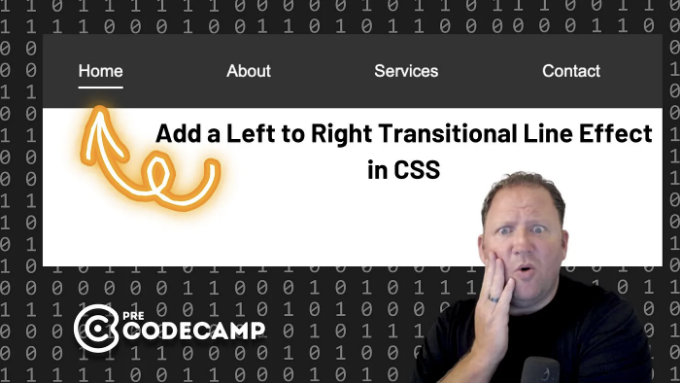 Home About Services Contact
Add a Left to Right Transitional Line Effect
in CSS
PRE
CODECAMP